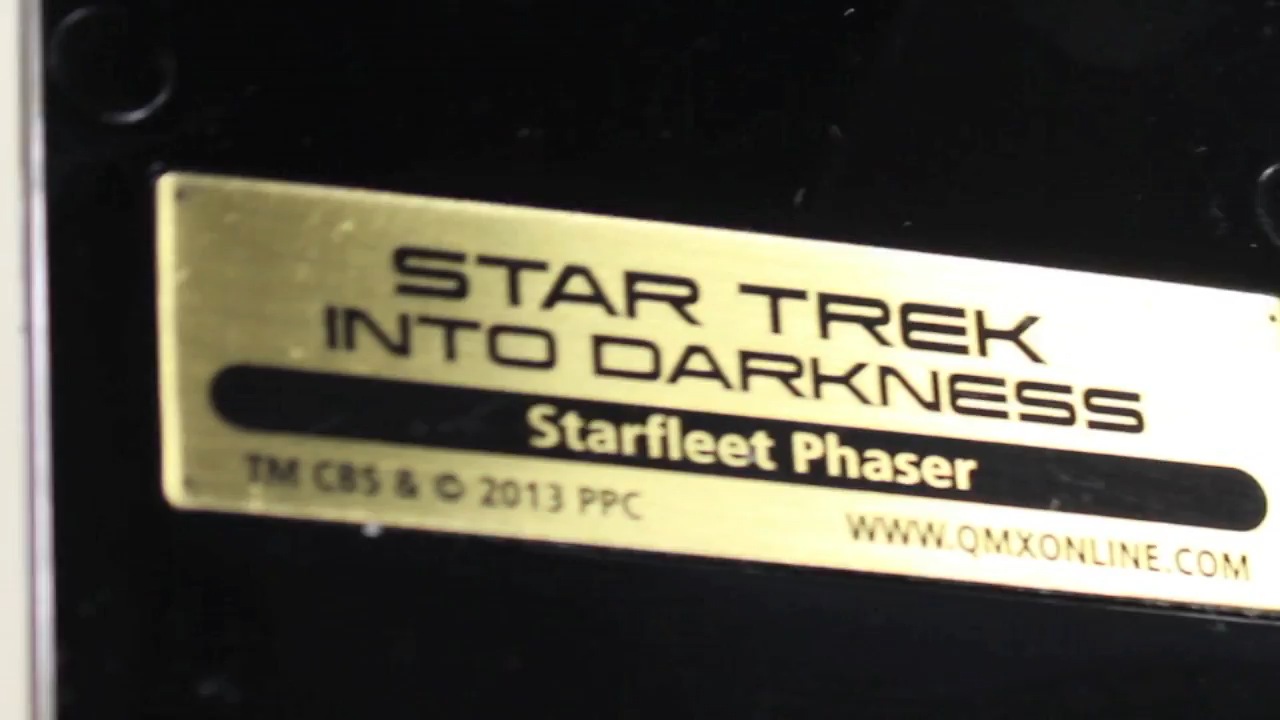 STAR TREK
INTO DARKNESS
Starfleet Phaser
TM CBS & © 2013 PPC
WWW.QMXONLINE.COM